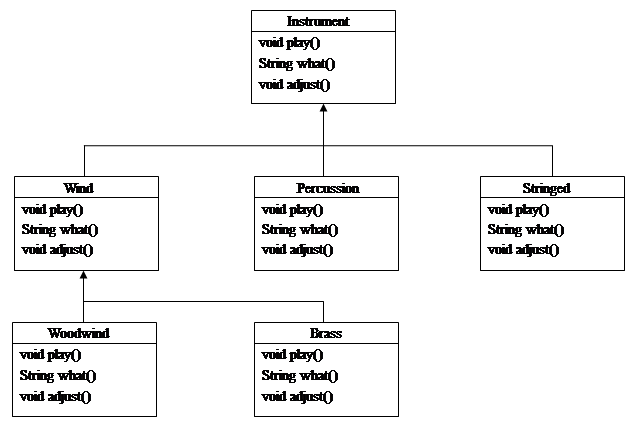 Instrument
void play()
String what()
void adjust()
Wind
void play()
String what()
void adjust()
Percussion
void play()
String what()
void adjust()
Stringed
void play()
String what()
void adjust()
Woodwind
void play()
String what()
void adjust()
Brass
void play()
String what()
void adjust()